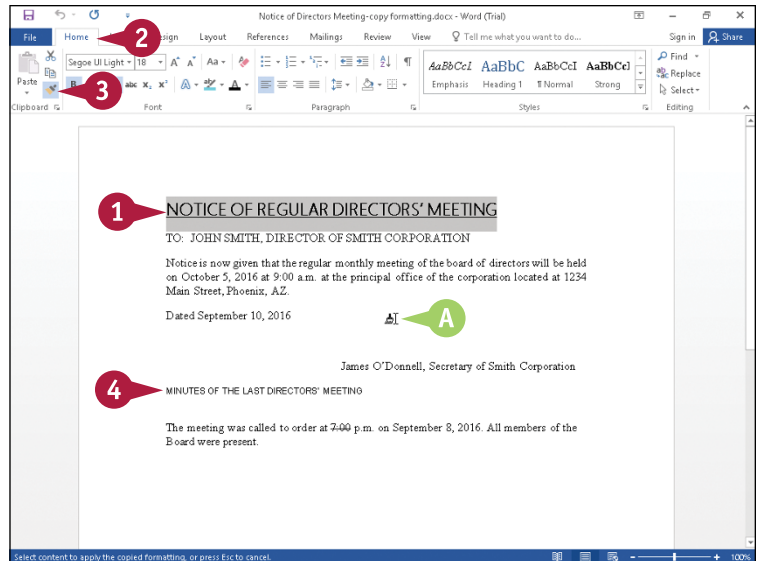 Notice of Directors Meeting-copy formatting.docx - Word (Trial)
File Home sign Layout References Mailings Review View Tell me what you want to do... Sign in Share
2
Segoe UI Light 18 A A Aa
AaBbCcI AaBbC AaBbCcI AaBbCcI
Find
Replace
Select
Paste
B abc x₂ x² A A
3
Emphasis Heading 1 ¶ Normal Strong
Clipboard Font Paragraph Styles Editing
1
NOTICE OF REGULAR DIRECTORS' MEETING
TO: JOHN SMITH, DIRECTOR OF SMITH CORPORATION
Notice is now given that the regular monthly meeting of the board of directors will be held
on October 5, 2016 at 9:00 a.m. at the principal office of the corporation located at 1234
Main Street, Phoenix, AZ.
Dated September 10, 2016
A
James O'Donnell, Secretary of Smith Corporation
4
MINUTES OF THE LAST DIRECTORS' MEETING
The meeting was called to order at 7:00 p.m. on September 8, 2016. All members of the
Board were present.
Select content to apply the copied formatting, or press Esc to cancel. 100%